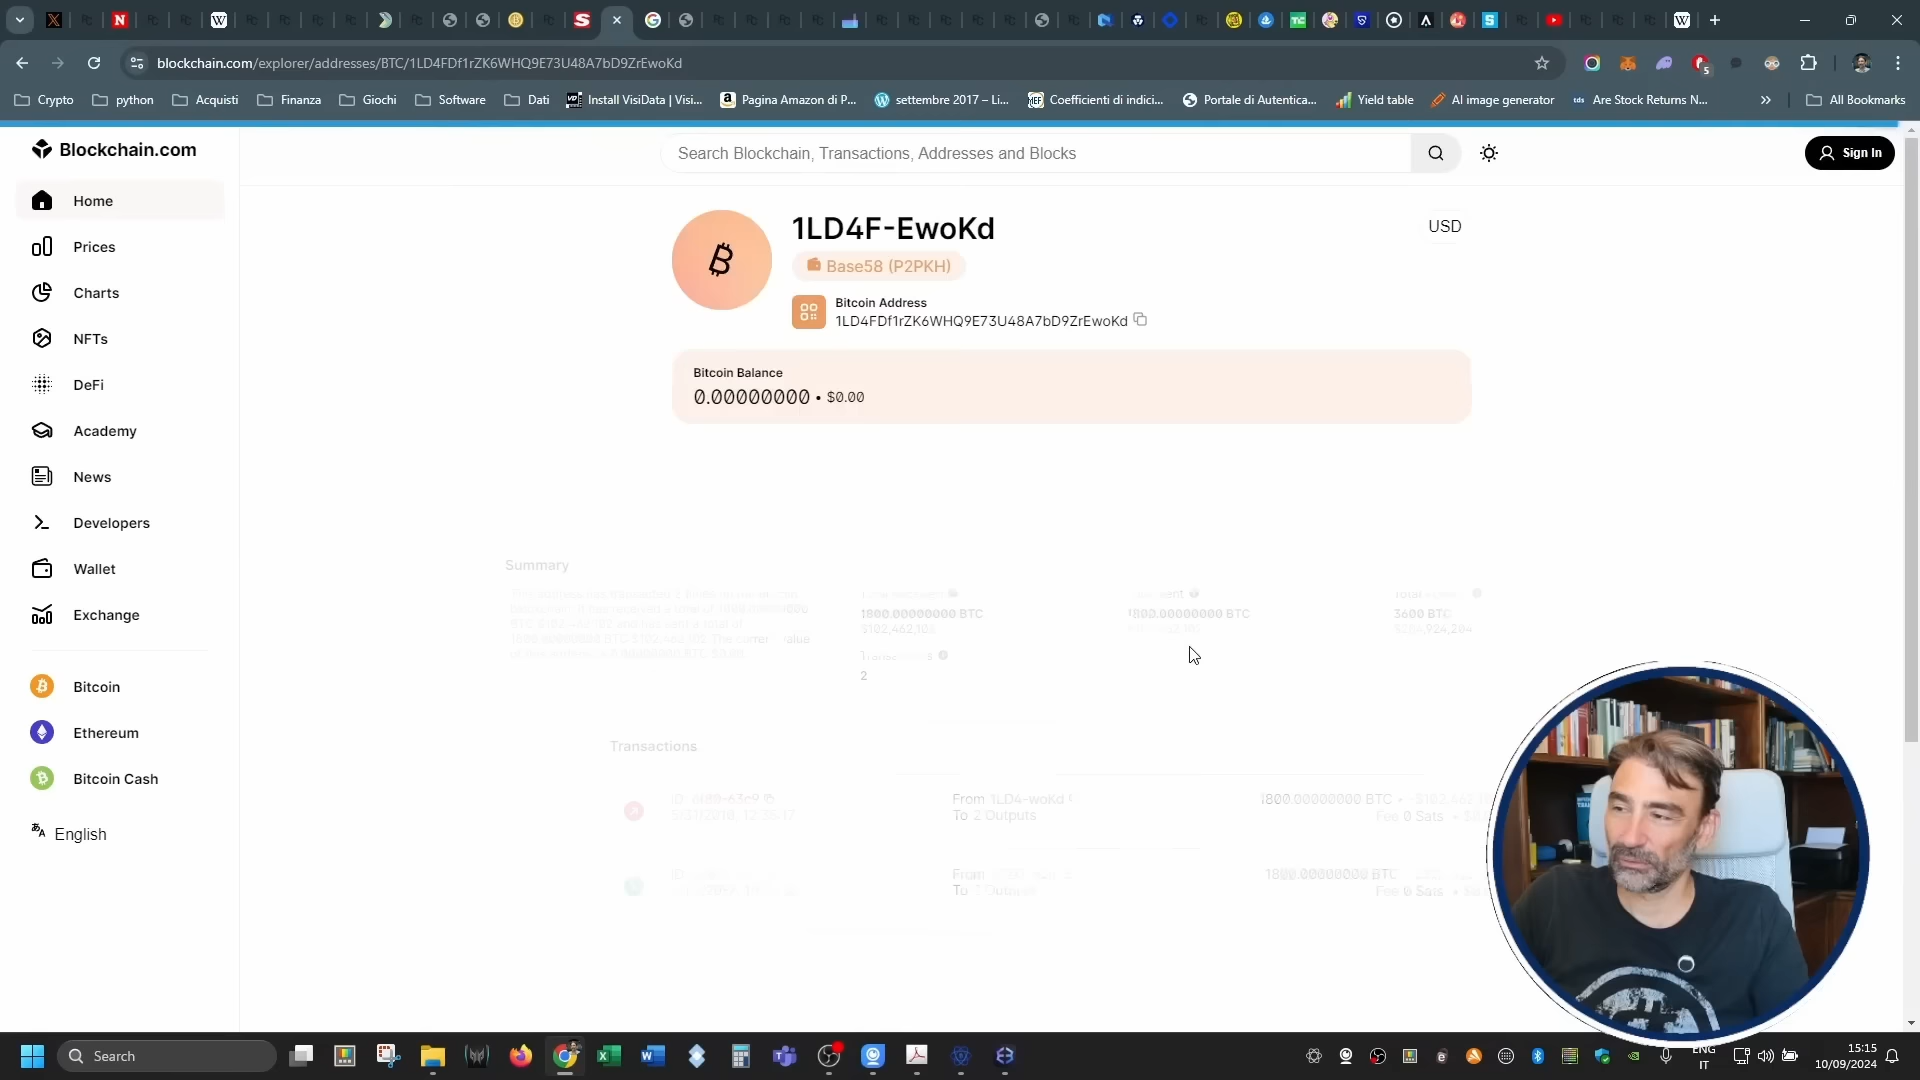 blockchain.com/explorer/addresses/BTC/1LD4FDf1rZK6WHQ9E73U48A7bD9ZrEwoKd
5
Crypto
python
Acquisti
Finanza
Giochi
Software
Dati
Install VisiData | Visi...
Pagina Amazon di P...
settembre 2017 – Li...
Coefficienti di indici...
Portale di Autentica...
Yield table
AI image generator
Are Stock Returns N...
All Bookmarks
Blockchain.com
Search Blockchain, Transactions, Addresses and Blocks
Sign In
Home
Prices
Charts
NFTs
DeFi
Academy
News
Developers
Wallet
Exchange
Bitcoin
Ethereum
Bitcoin Cash
English
1LD4F-EwoKd
USD
Base58 (P2PKH)
Bitcoin Address
1LD4FDf1rZK6WHQ9E73U48A7bD9ZrEwoKd
Bitcoin Balance
0.00000000 • $0.00
Summary
1800.00000000 BTC
1800.00000000 BTC
Total
3600 BTC
2
Transactions
From 1LD4-woKd
To 2 Outputs
1800.00000000 BTC
Fee 0 Sats
From
To
1800.00000000 BTC
Fee 0 Sats
Search
ENG
IT
15:15
10/09/2024